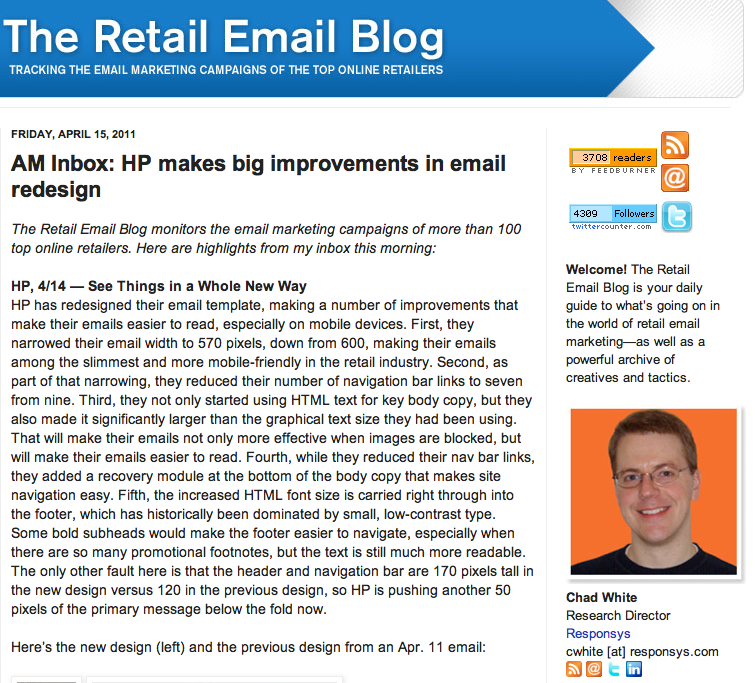 The Retail Email Blog
TRACKING THE EMAIL MARKETING CAMPAIGNS OF THE TOP ONLINE RETAILERS
FRIDAY, APRIL 15, 2011
AM Inbox: HP makes big improvements in email
redesign
The Retail Email Blog monitors the email marketing campaigns of more than 100
top online retailers. Here are highlights from my inbox this morning:
HP, 4/14 — See Things in a Whole New Way
HP has redesigned their email template, making a number of improvements that
make their emails easier to read, especially on mobile devices. First, they
narrowed their email width to 570 pixels, down from 600, making their emails
among the slimmest and more mobile-friendly in the retail industry. Second, as
part of that narrowing, they reduced their number of navigation bar links to seven
from nine. Third, they not only started using HTML text for key body copy, but they
also made it significantly larger than the graphical text size they had been using.
That will make their emails not only more effective when images are blocked, but
will make their emails easier to read. Fourth, while they reduced their nav bar links,
they added a recovery module at the bottom of the body copy that makes site
navigation easy. Fifth, the increased HTML font size is carried right through into
the footer, which has historically been dominated by small, low-contrast type.
Some bold subheads would make the footer easier to navigate, especially when
there are so many promotional footnotes, but the text is still much more readable.
The only other fault here is that the header and navigation bar are 170 pixels tall in
the new design versus 120 in the previous design, so HP is pushing another 50
pixels of the primary message below the fold now.
Here's the new design (left) and the previous design from an Apr. 11 email:
3708 readers
BY FEEDBURNER
@
4309 Followers
twittercounter.com
t
Welcome! The Retail
Email Blog is your daily
guide to what's going on in
the world of retail email
marketing—as well as a
powerful archive of
creatives and tactics.
Chad White
Research Director
Responsys
cwhite [at] responsys.com
@ t in